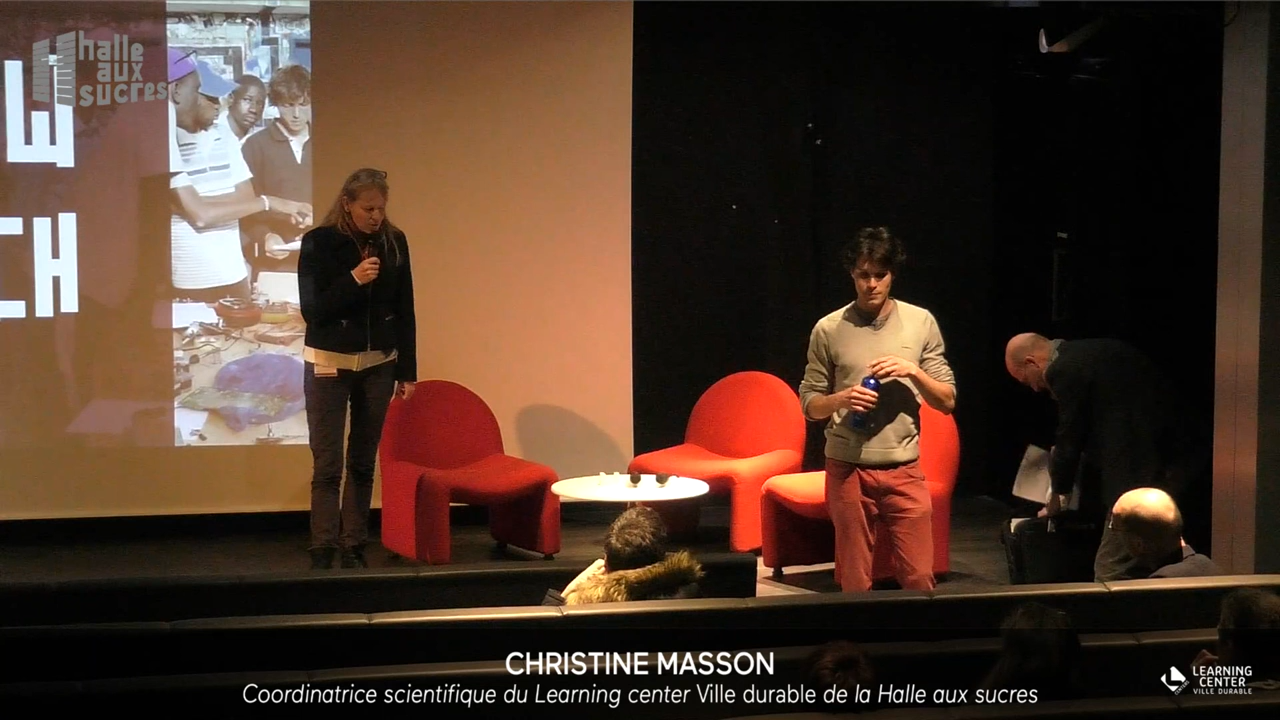 halle
aux
sucres
W
CH
CHRISTINE MASSON
Coordinatrice scientifique du Learning center Ville durable de la Halle aux sucres
LEARNING
CENTER
VILLE DURABLE